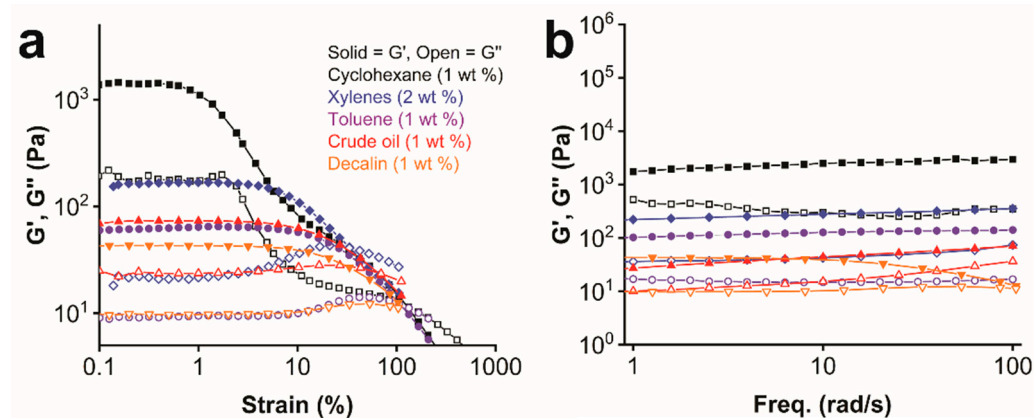 a
Solid = G', Open = G"
Cyclohexane (1 wt %)
Xylenes (2 wt %)
Toluene (1 wt %)
Crude oil (1 wt %)
Decalin (1 wt %)
G', G" (Pa)
10³
10²
10¹
0.1 1 10 100 1000
Strain (%)
b
G', G" (Pa)
10⁶
10⁵
10⁴
10³
10²
10¹
10⁰
1 10 100
Freq. (rad/s)